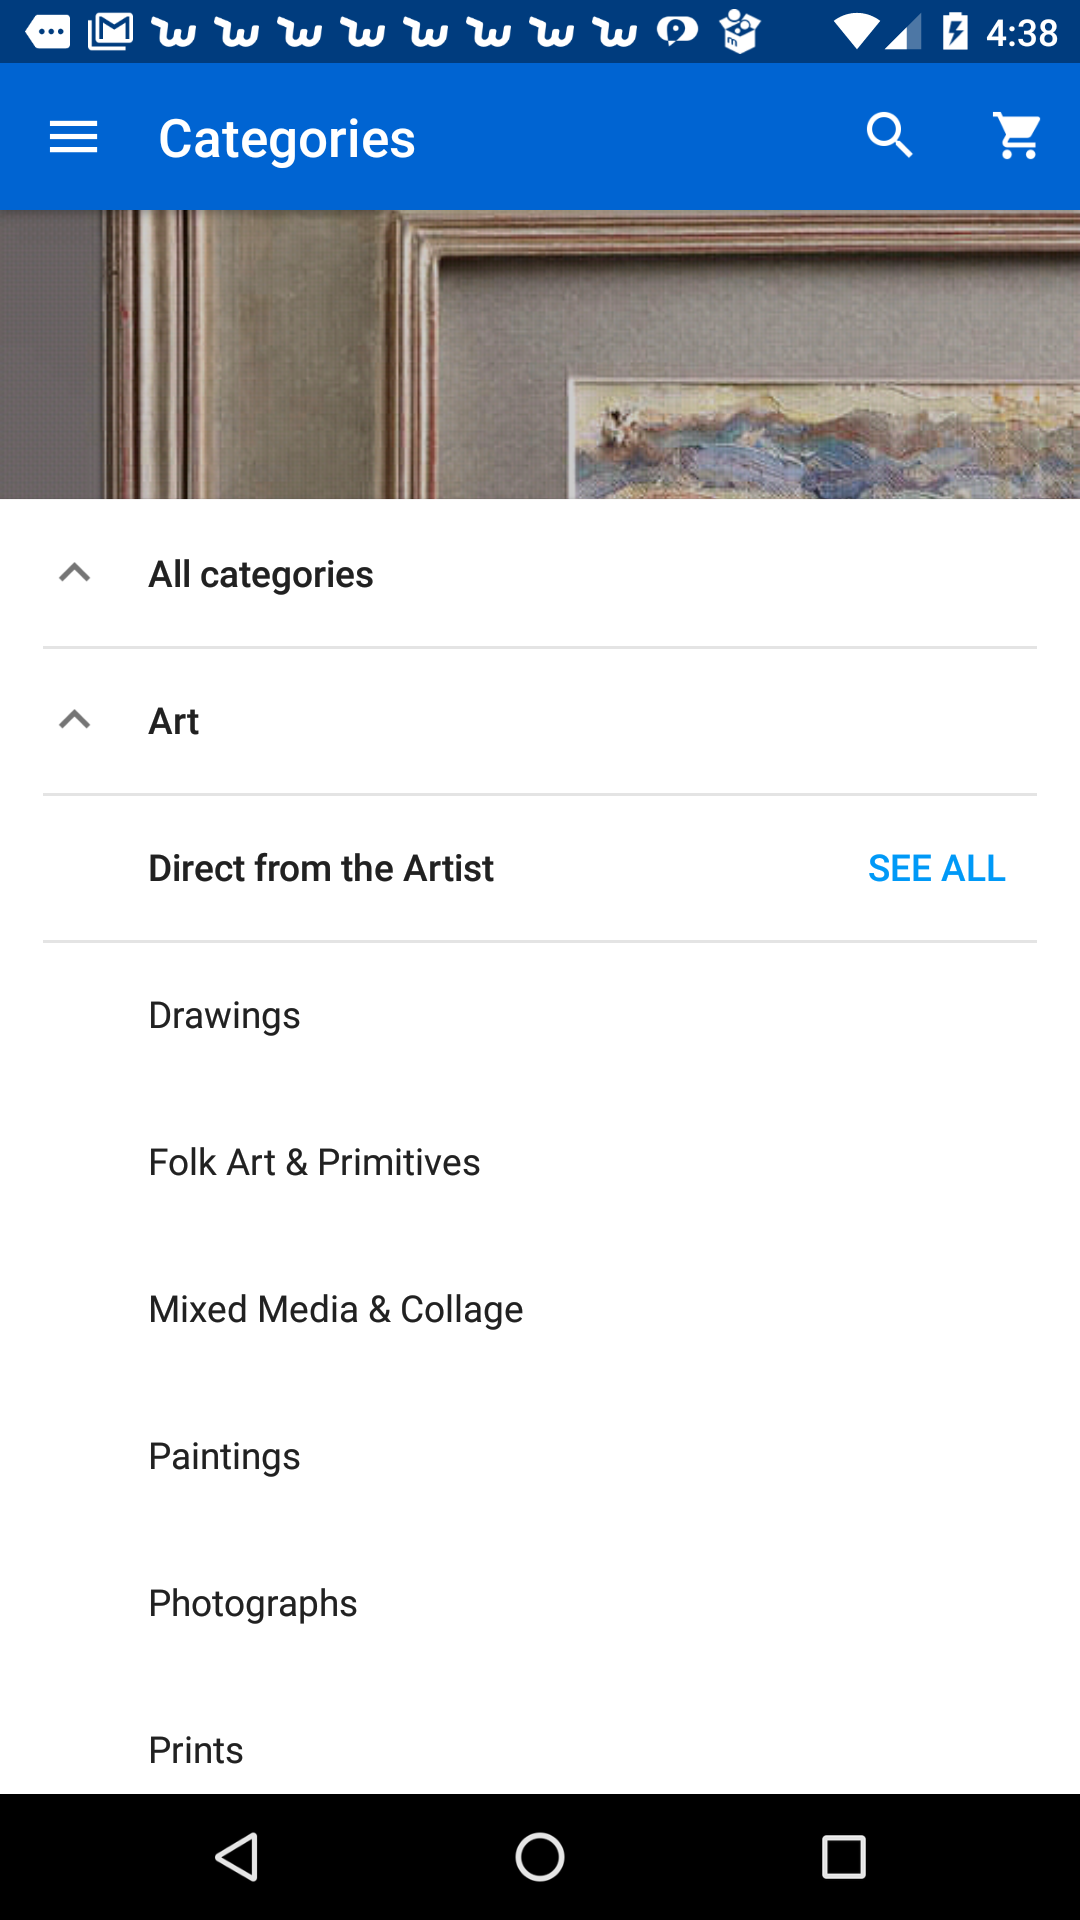 4:38
Categories
All categories
Art
Direct from the Artist SEE ALL
Drawings
Folk Art & Primitives
Mixed Media & Collage
Paintings
Photographs
Prints